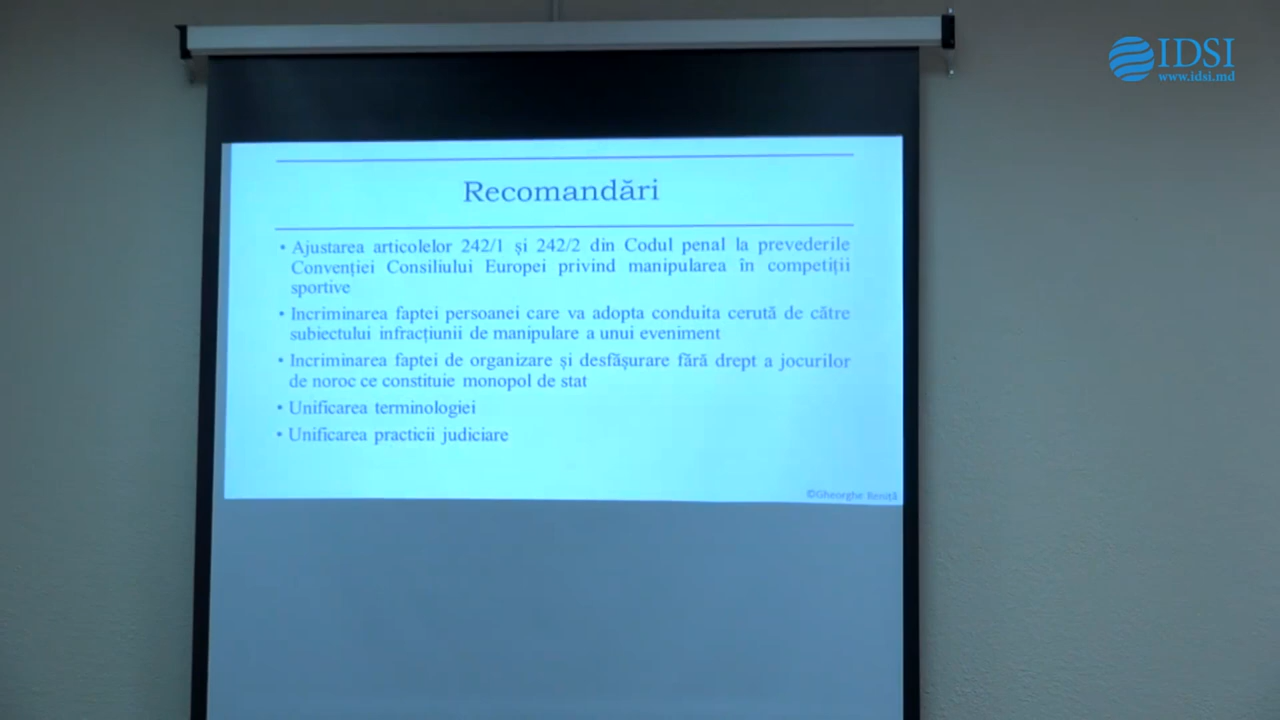 IDSI
www.idsi.md
Recomandări
• Ajustarea articolelor 242/1 și 242/2 din Codul penal la prevederile
Convenției Consiliului Europei privind manipularea în competiții
sportive
• Incriminarea faptei persoanei care va adopta conduita cerută de către
subiectului infracțiunii de manipulare a unui eveniment
• Incriminarea faptei de organizare și desfășurare fără drept a jocurilor
de noroc ce constituie monopol de stat
• Unificarea terminologiei
• Unificarea practicii judiciare
©Gheorghe Reniță